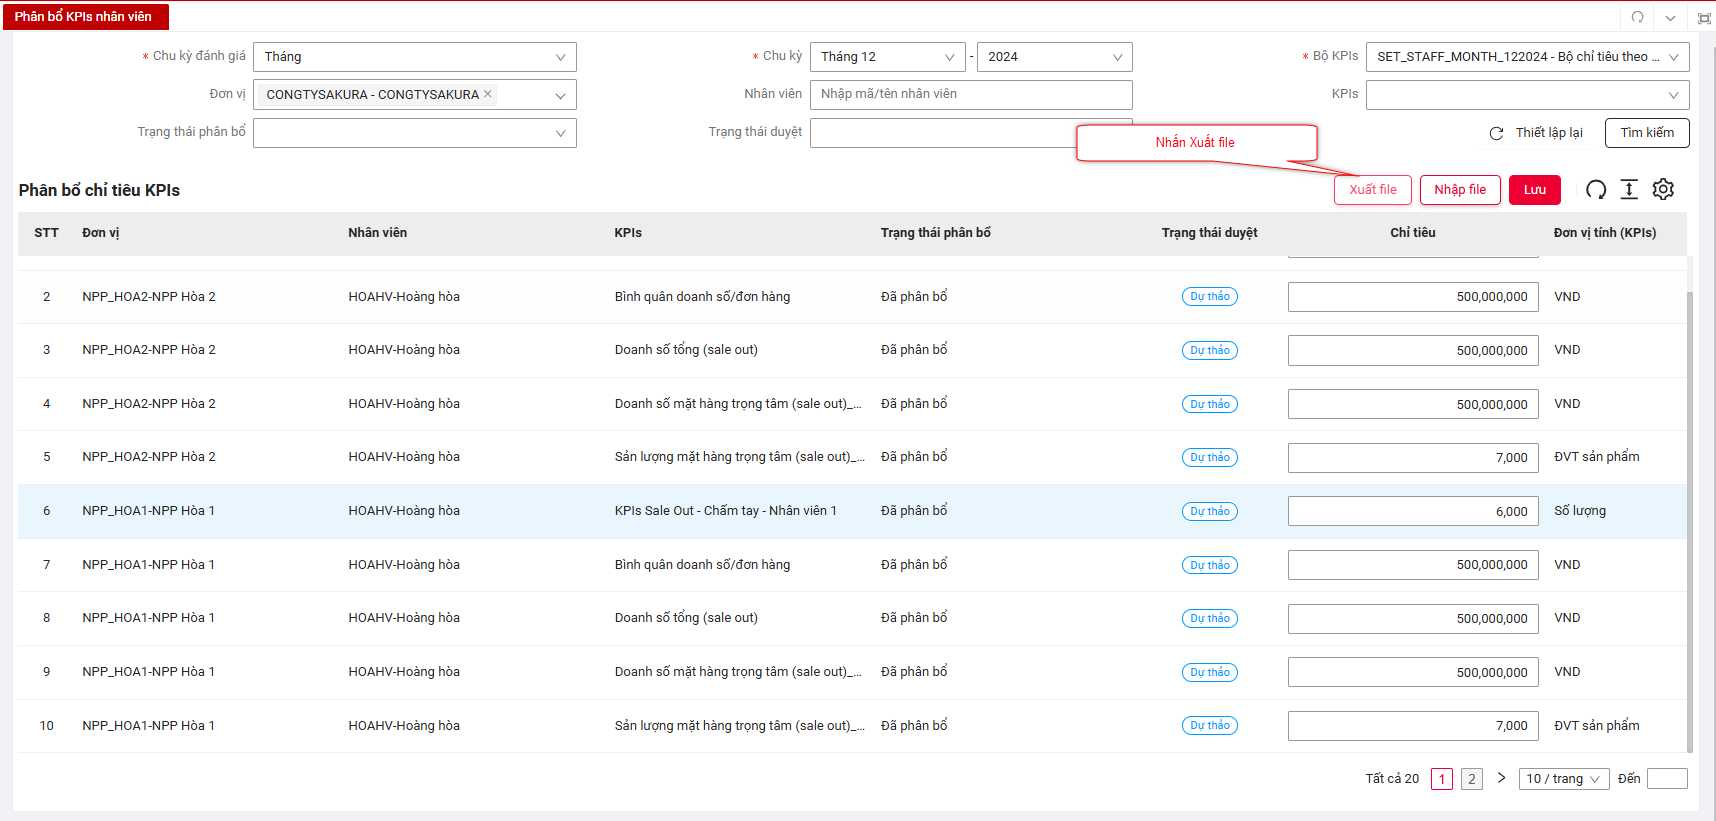 Phân bổ KPIs nhân viên
* Chu kỳ đánh giá Tháng * Chu kỳ Tháng 12 - 2024 * Bộ KPIs SET_STAFF_MONTH_122024 - Bộ chỉ tiêu theo ...
Đơn vị CONGTYSAKURA - CONGTYSAKURA × Nhân viên Nhập mã/tên nhân viên KPIs
Trạng thái phân bổ Trạng thái duyệt Thiết lập lại Tìm kiếm
Nhấn Xuất file
Phân bổ chỉ tiêu KPIs Xuất file Nhập file Lưu
STT Đơn vị Nhân viên KPIs Trạng thái phân bổ Trạng thái duyệt Chỉ tiêu Đơn vị tính (KPIs)
2 NPP_HOA2-NPP Hòa 2 HOAHV-Hoàng hòa Bình quân doanh số/đơn hàng Đã phân bổ Dự thảo 500,000,000 VND
3 NPP_HOA2-NPP Hòa 2 HOAHV-Hoàng hòa Doanh số tổng (sale out) Đã phân bổ Dự thảo 500,000,000 VND
4 NPP_HOA2-NPP Hòa 2 HOAHV-Hoàng hòa Doanh số mặt hàng trọng tâm (sale out)_... Đã phân bổ Dự thảo 500,000,000 VND
5 NPP_HOA2-NPP Hòa 2 HOAHV-Hoàng hòa Sản lượng mặt hàng trọng tâm (sale out)_... Đã phân bổ Dự thảo 7,000 ĐVT sản phẩm
6 NPP_HOA1-NPP Hòa 1 HOAHV-Hoàng hòa KPIs Sale Out - Chấm tay - Nhân viên 1 Đã phân bổ Dự thảo 6,000 Số lượng
7 NPP_HOA1-NPP Hòa 1 HOAHV-Hoàng hòa Bình quân doanh số/đơn hàng Đã phân bổ Dự thảo 500,000,000 VND
8 NPP_HOA1-NPP Hòa 1 HOAHV-Hoàng hòa Doanh số tổng (sale out) Đã phân bổ Dự thảo 500,000,000 VND
9 NPP_HOA1-NPP Hòa 1 HOAHV-Hoàng hòa Doanh số mặt hàng trọng tâm (sale out)_... Đã phân bổ Dự thảo 500,000,000 VND
10 NPP_HOA1-NPP Hòa 1 HOAHV-Hoàng hòa Sản lượng mặt hàng trọng tâm (sale out)_... Đã phân bổ Dự thảo 7,000 ĐVT sản phẩm
Tất cả 20 1 2 > 10 / trang Đến